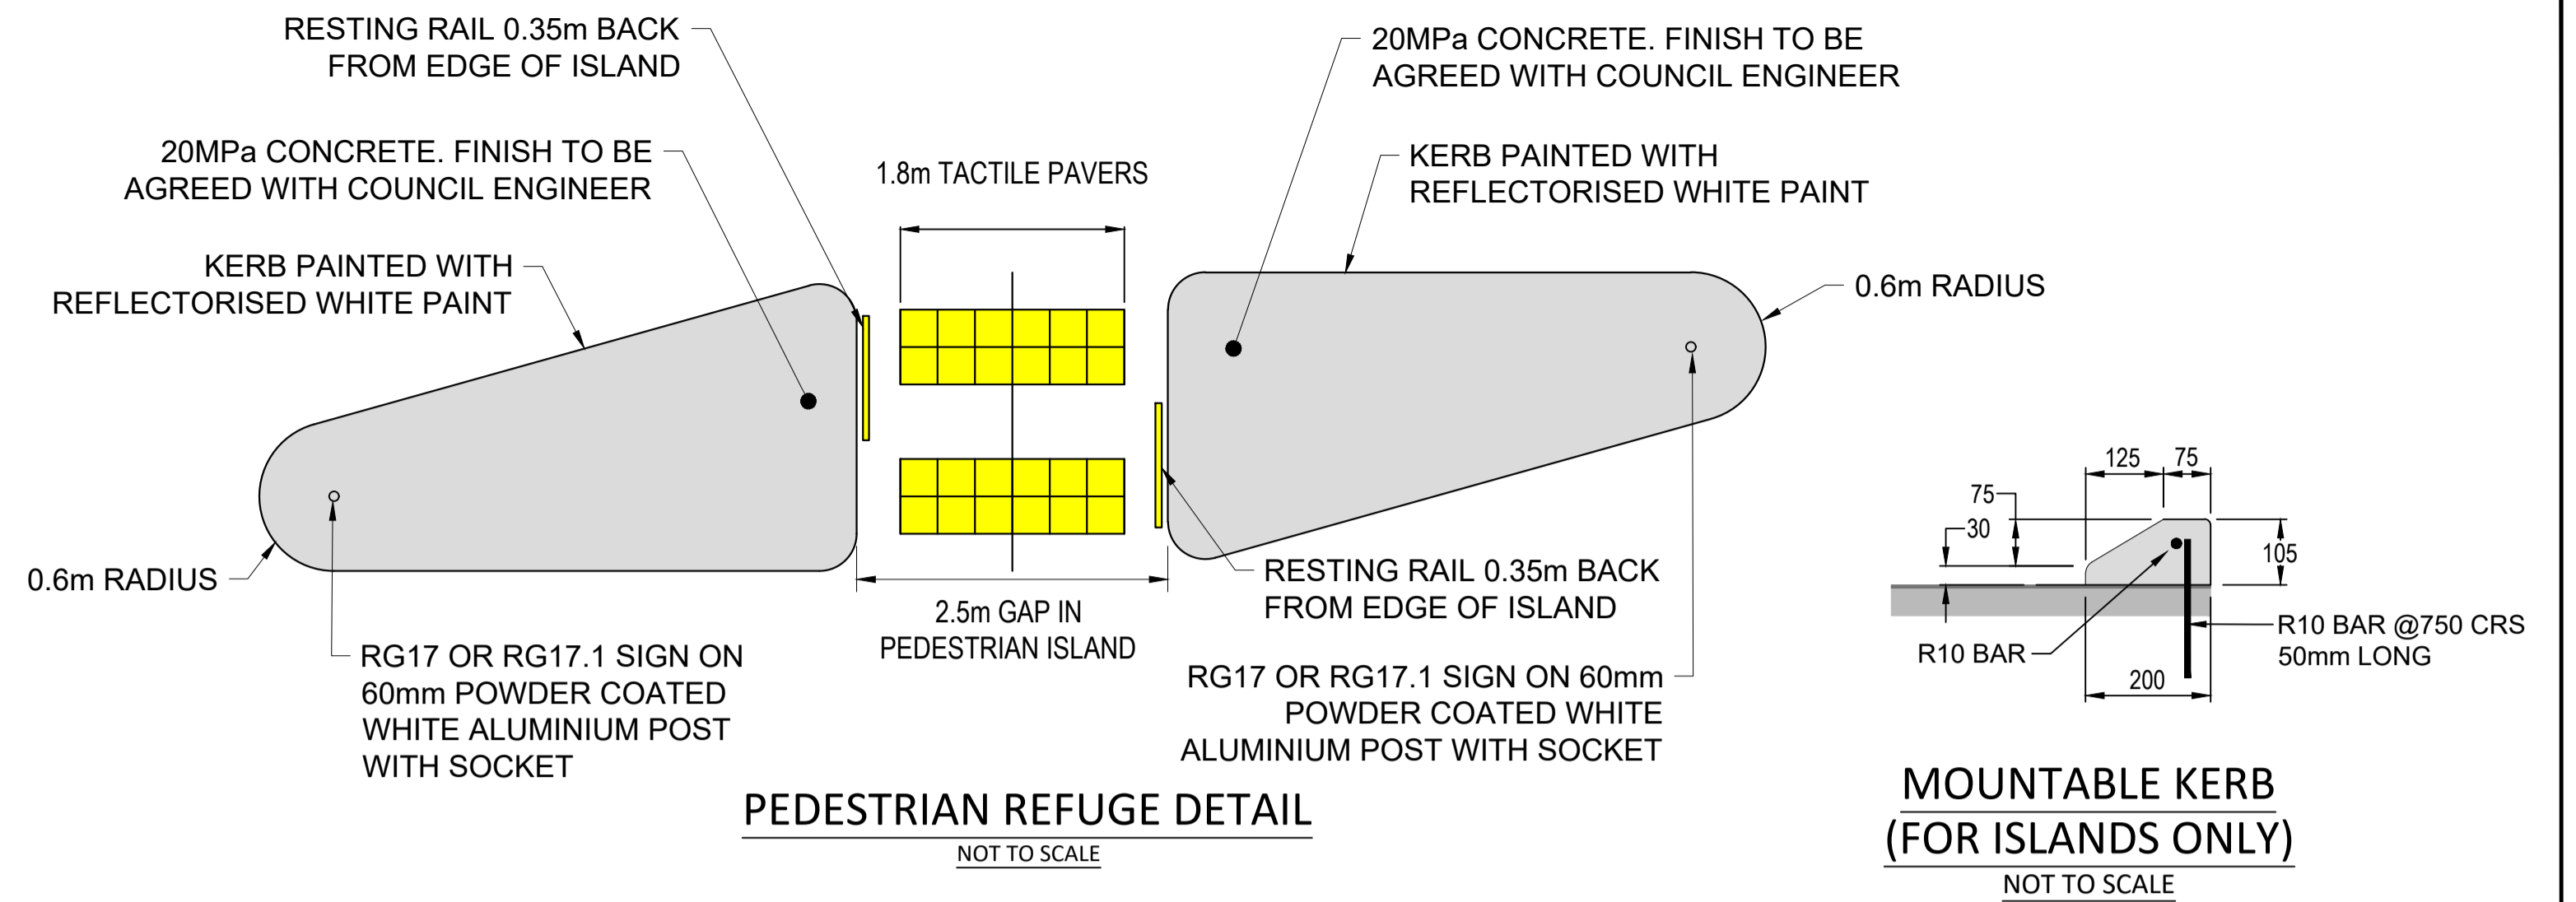 RESTING RAIL 0.35m BACK
FROM EDGE OF ISLAND
20MPa CONCRETE. FINISH TO BE
AGREED WITH COUNCIL ENGINEER
KERB PAINTED WITH
REFLECTORISED WHITE PAINT
0.6m RADIUS
RG17 OR RG17.1 SIGN ON
60mm POWDER COATED
WHITE ALUMINIUM POST
WITH SOCKET
1.8m TACTILE PAVERS
2.5m GAP IN
PEDESTRIAN ISLAND
20MPa CONCRETE. FINISH TO BE
AGREED WITH COUNCIL ENGINEER
KERB PAINTED WITH
REFLECTORISED WHITE PAINT
0.6m RADIUS
RESTING RAIL 0.35m BACK
FROM EDGE OF ISLAND
RG17 OR RG17.1 SIGN ON 60mm
POWDER COATED WHITE
ALUMINIUM POST WITH SOCKET
PEDESTRIAN REFUGE DETAIL
NOT TO SCALE
125
75
75
30
105
R10 BAR
R10 BAR @750 CRS
50mm LONG
200
MOUNTABLE KERB
(FOR ISLANDS ONLY)
NOT TO SCALE